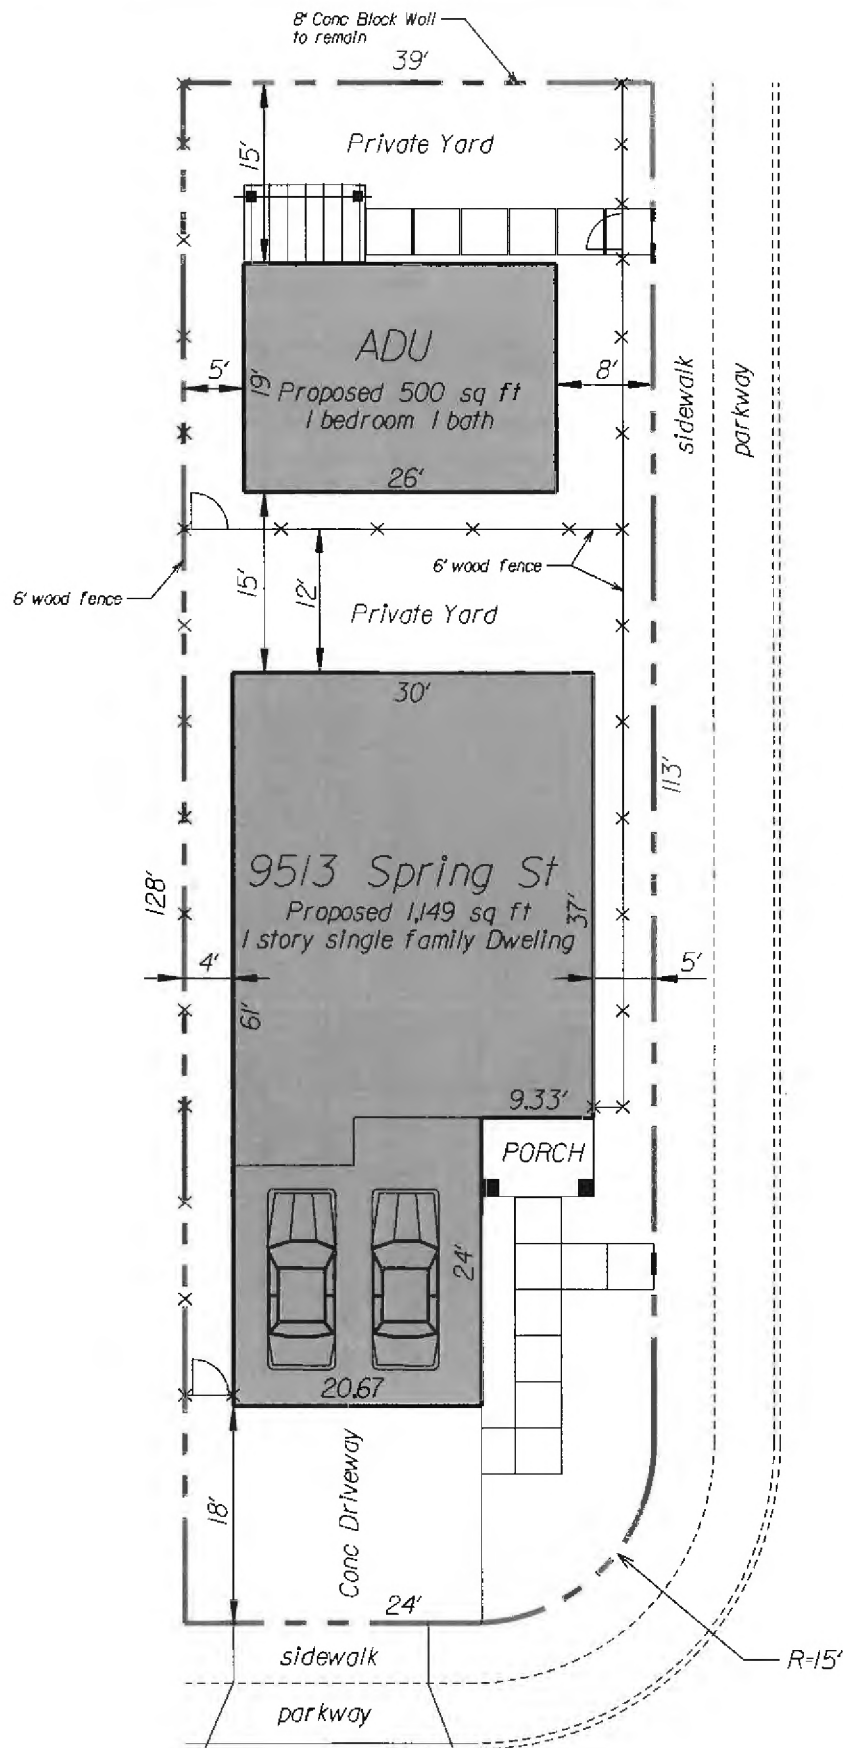 8" Conc Block Wall
to remain
39'
15'
Private Yard
ADU
5'
19'
8'
Proposed 500 sq ft
1 bedroom 1 bath
26'
sidewalk
parkway
15'
12'
6' wood fence
6' wood fence
Private Yard
30'
113'
9513 Spring St
Proposed 1,149 sq ft
1 story single family Dweling
128'
37'
4'
5'
61'
9.33'
PORCH
24'
20.67
18'
Conc Driveway
24'
sidewalk
parkway
R=15'